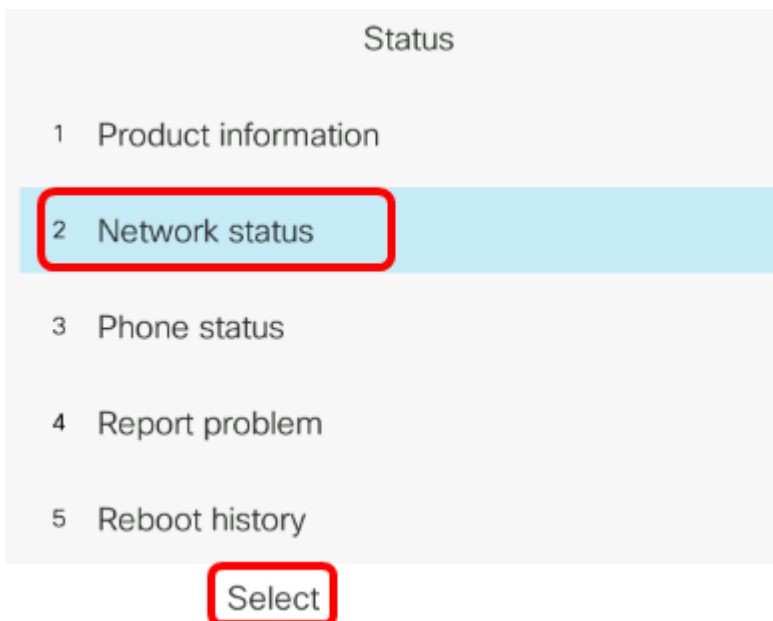 Status
1 Product information
2 Network status
3 Phone status
4 Report problem
5 Reboot history
Select